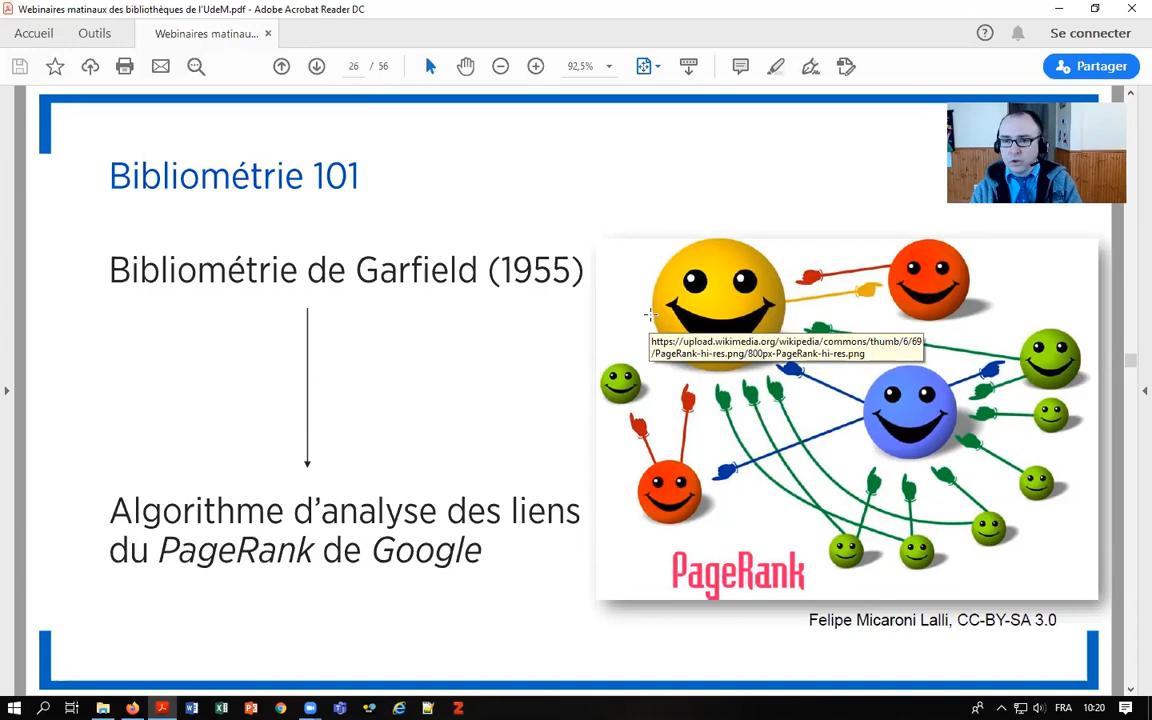 Webinaires matinaux des bibliothèques de l'UdeM.pdf - Adobe Acrobat Reader DC
Accueil
Outils
Webinaires matinau...
Se connecter
26 / 56
92,5%
Partager
Bibliométrie 101
Bibliométrie de Garfield (1955)
https://upload.wikimedia.org/wikipedia/commons/thumb/6/69
/PageRank-hi-res.png/800px-PageRank-hi-res.png
Algorithme d'analyse des liens
du PageRank de Google
PageRank
Felipe Micaroni Lalli, CC-BY-SA 3.0
FRA
10:20